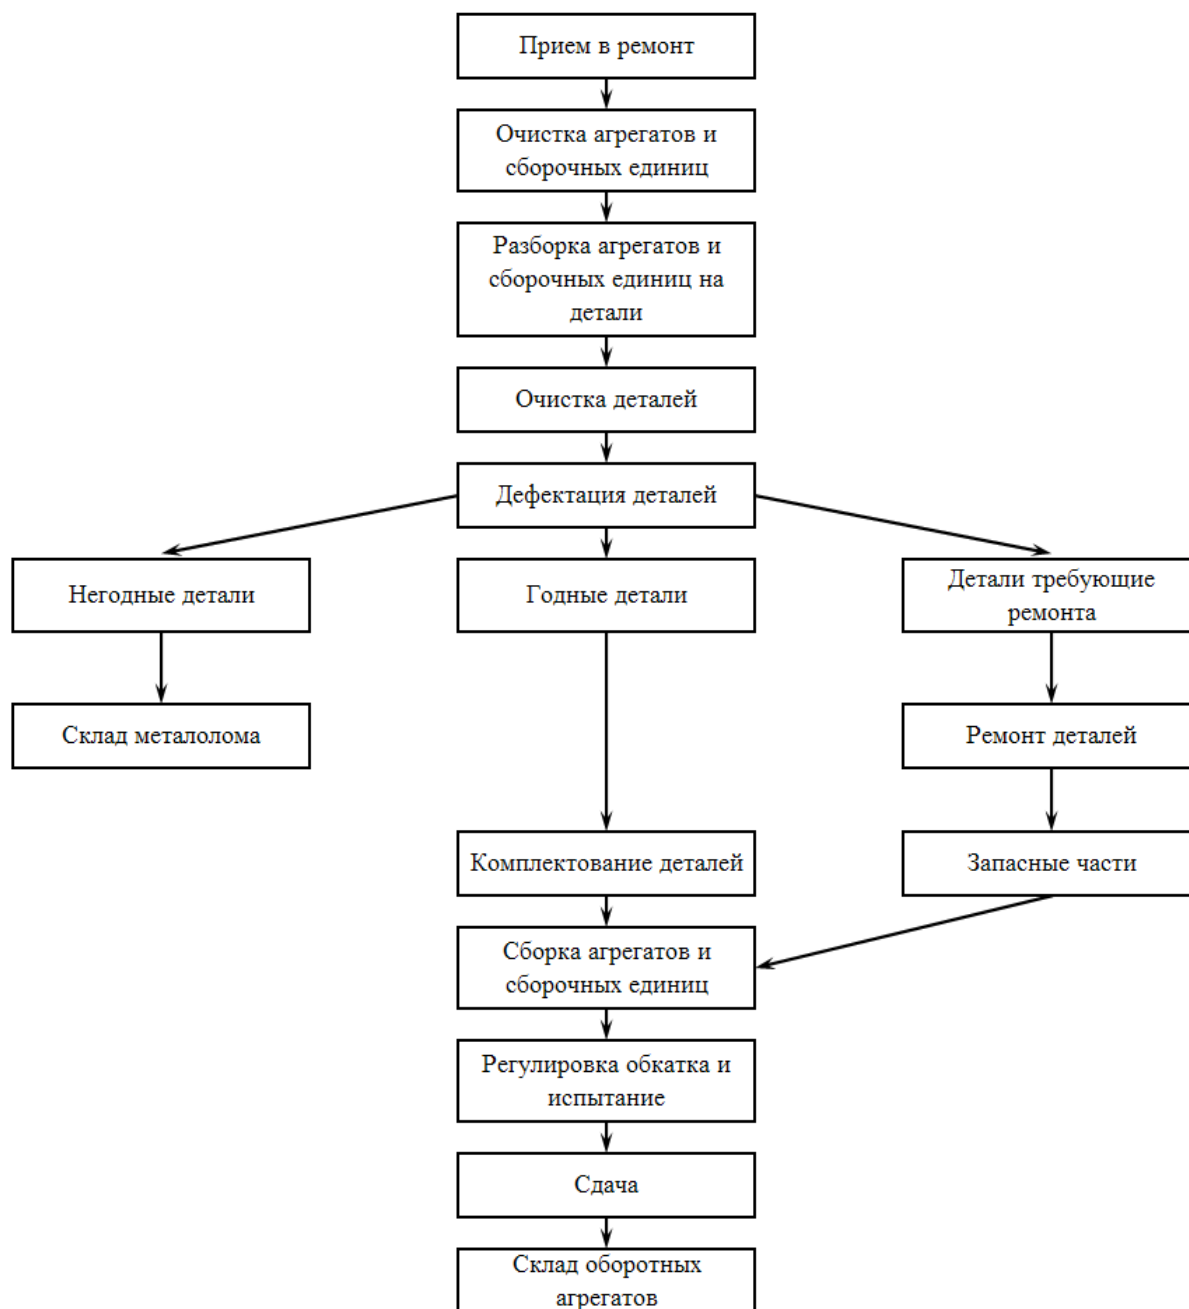 Прием в ремонт
Очистка агрегатов и
сборочных единиц
Разборка агрегатов и
сборочных единиц на
детали
Очистка деталей
Дефектация деталей
Негодные детали
Годные детали
Детали требующие
ремонта
Склад металолома
Ремонт деталей
Комплектование деталей
Запасные части
Сборка агрегатов и
сборочных единиц
Регулировка обкатка и
испытание
Сдача
Склад оборотных
агрегатов